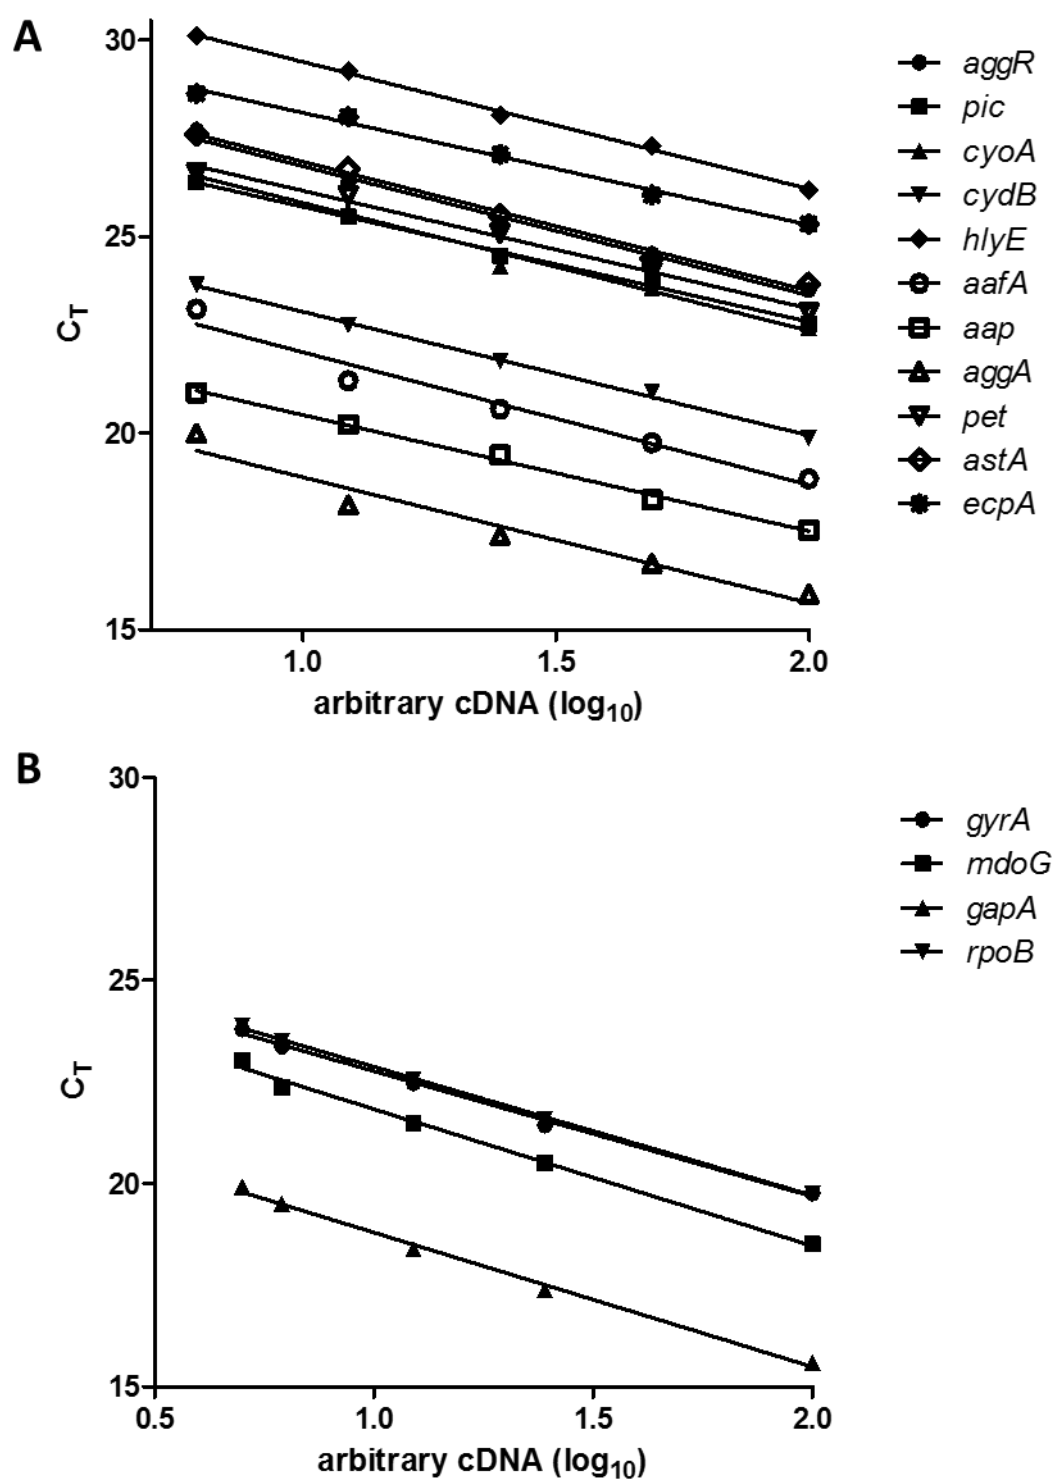 A
30
25
20
15
C_T
1.0 1.5 2.0
arbitrary cDNA (log₁₀)
aggR
pic
cyoA
cydB
hlyE
aafA
aap
aggA
pet
astA
ecpA
B
30
25
20
15
C_T
0.5 1.0 1.5 2.0
arbitrary cDNA (log₁₀)
gyrA
mdoG
gapA
rpoB